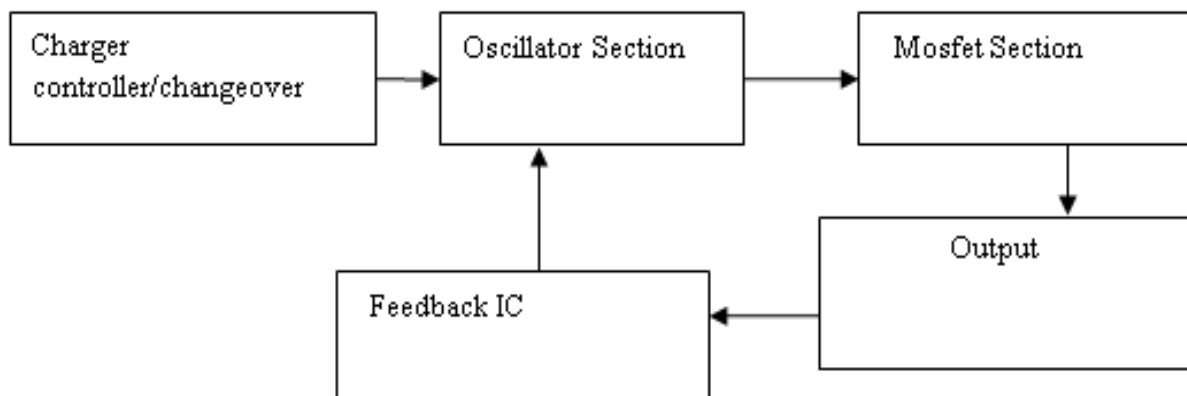 Charger
controller/changeover
Oscillator Section
Mosfet Section
Output
Feedback IC